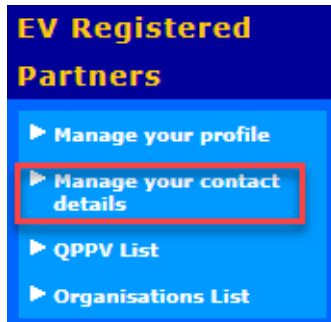 EV Registered
Partners
Manage your profile
Manage your contact
details
QPPV List
Organisations List